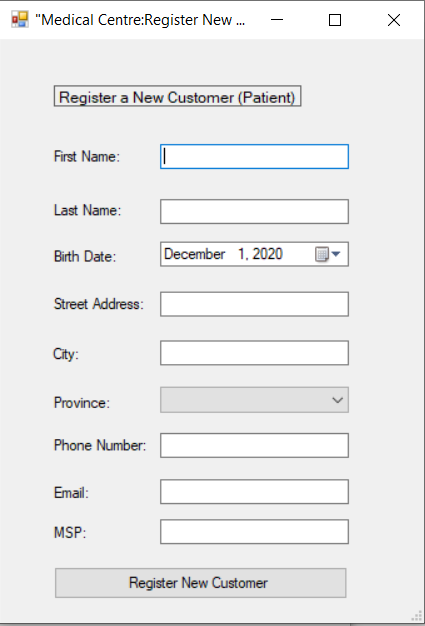 "Medical Centre:Register New ...
Register a New Customer (Patient)
First Name:
Last Name:
Birth Date: December 1, 2020
Street Address:
City:
Province:
Phone Number:
Email:
MSP:
Register New Customer